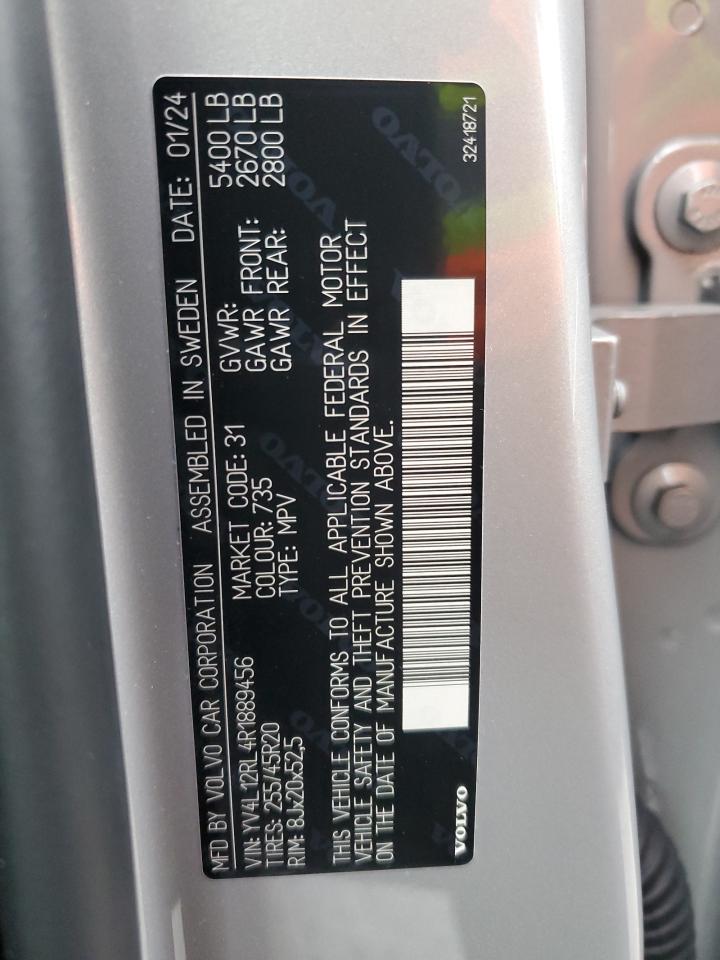 MFD BY VOLVO CAR CORPORATION ASSEMBLED IN SWEDEN DATE: 01/24
VIN: YV4L12RL4R1889456
TIRES: 255/45R20
RIM: 8Jx20x52,5
MARKET CODE: 31
COLOUR: 735
TYPE: MPV
GVWR: 5400 LB
GAWR FRONT: 2670 LB
GAWR REAR: 2800 LB
THIS VEHICLE CONFORMS TO ALL APPLICABLE FEDERAL MOTOR
VEHICLE SAFETY AND THEFT PREVENTION STANDARDS IN EFFECT
ON THE DATE OF MANUFACTURE SHOWN ABOVE.
VOLVO
32418721